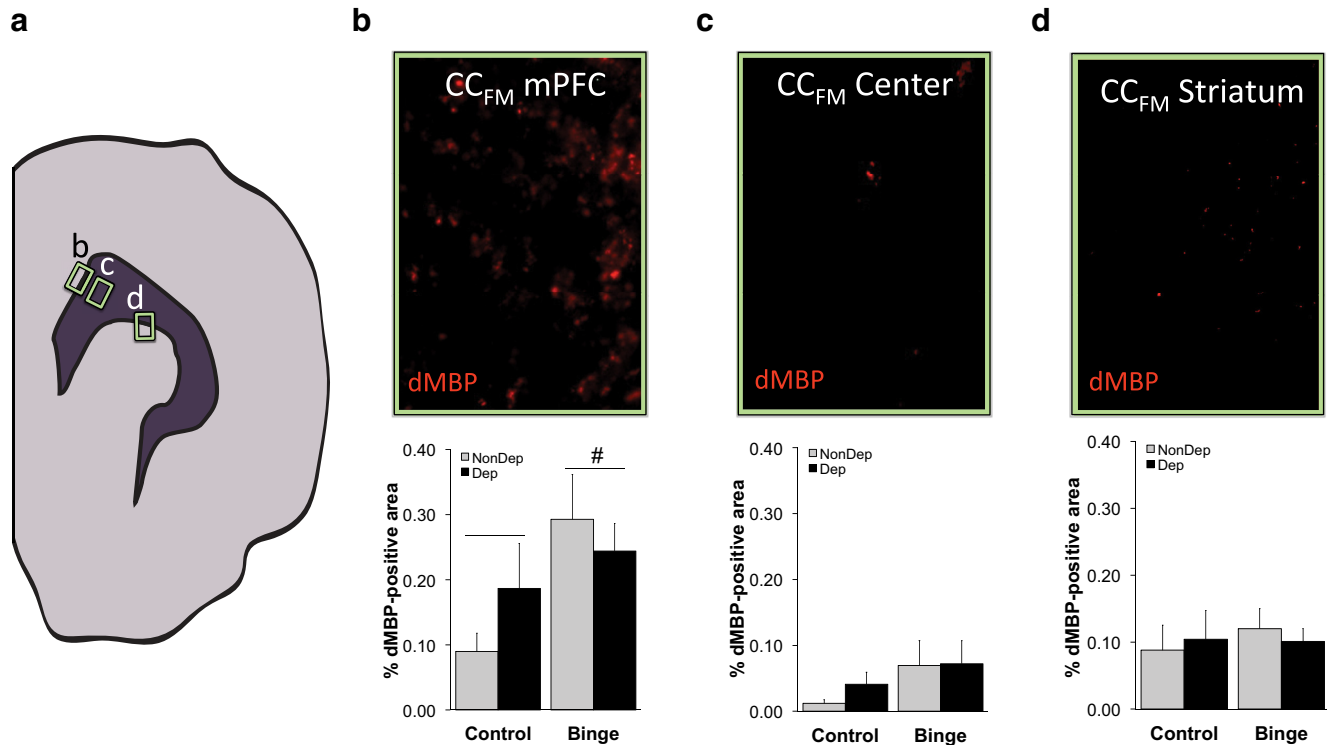 a
b
c
d
b
c
d
CC_FM mPFC
dMBP
CC_FM Center
dMBP
CC_FM Striatum
dMBP
% dMBP-positive area
0.40
0.30
0.20
0.10
0.00
NonDep
Dep
#
Control Binge
% dMBP-positive area
0.40
0.30
0.20
0.10
0.00
NonDep
Dep
Control Binge
% dMBP-positive area
0.40
0.30
0.20
0.10
0.00
NonDep
Dep
Control Binge